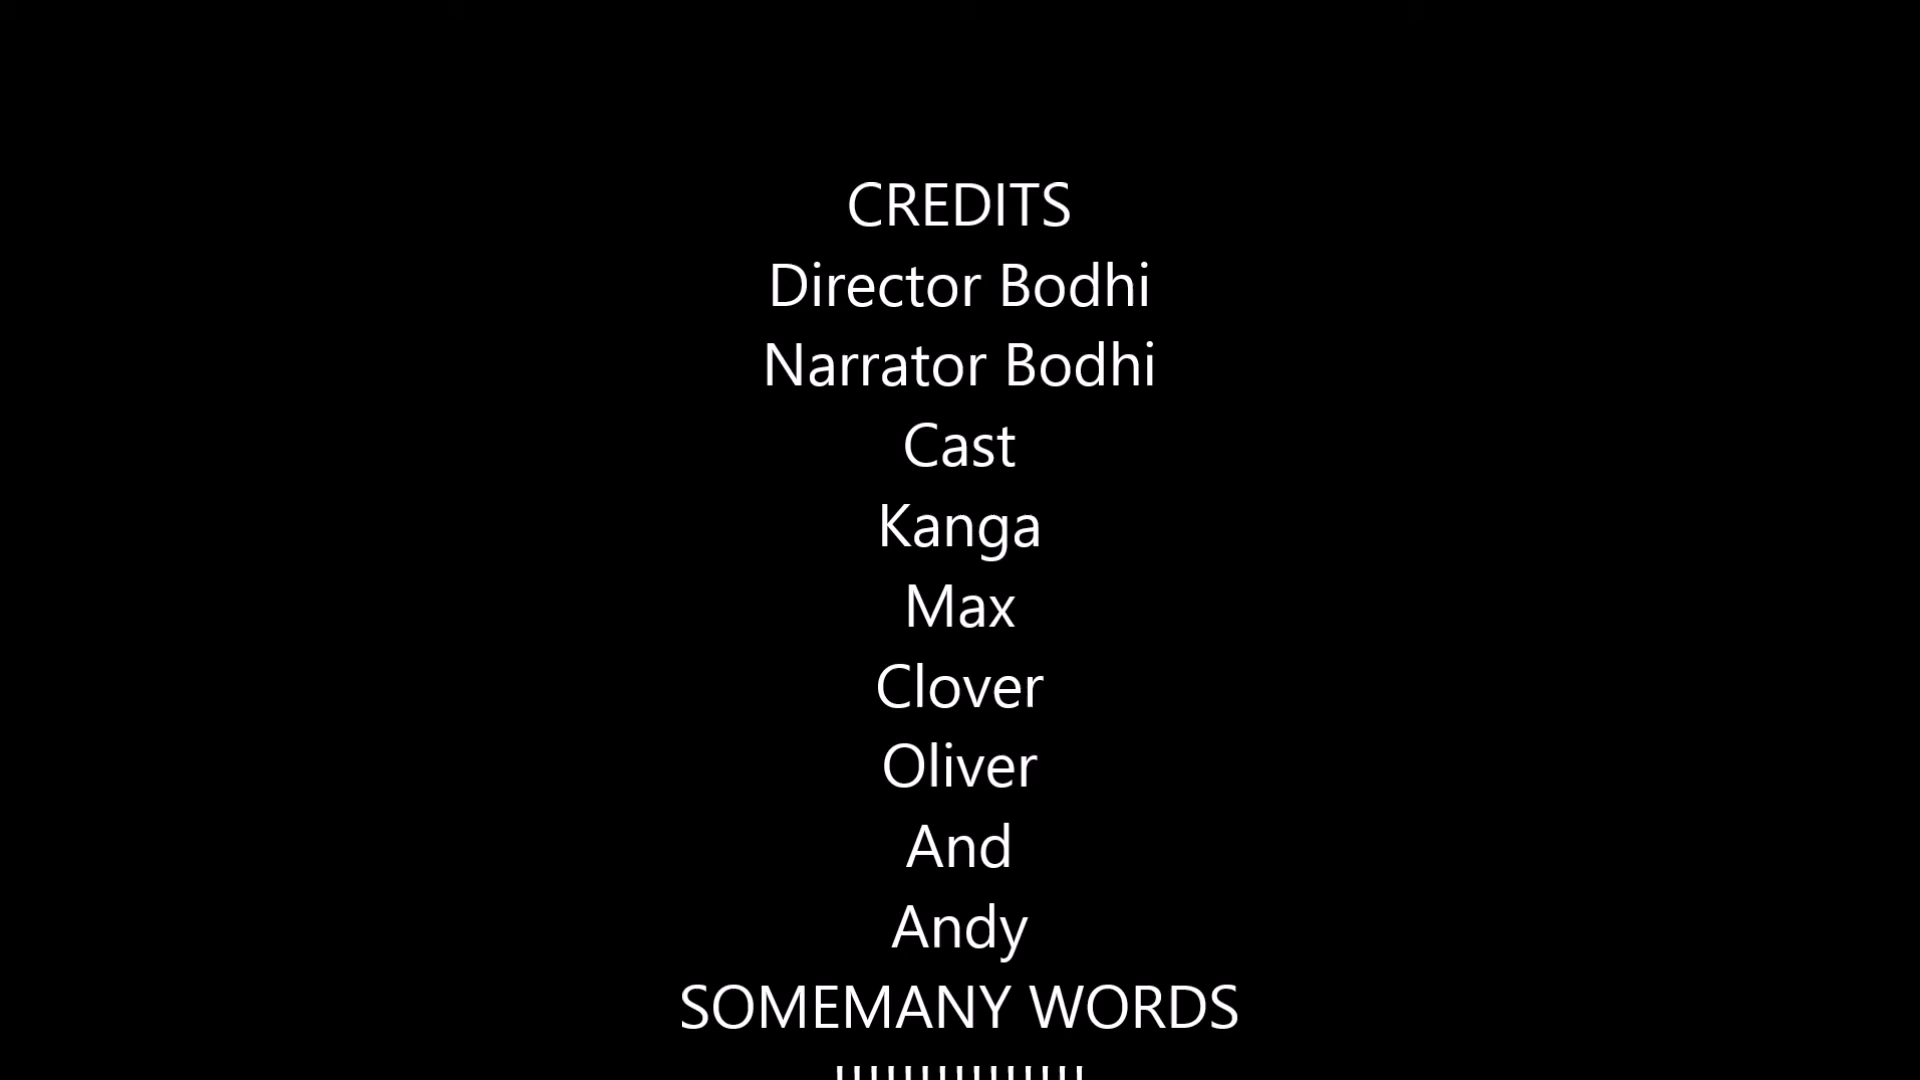 CREDITS
Director Bodhi
Narrator Bodhi
Cast
Kanga
Max
Clover
Oliver
And
Andy
SOMEMANY WORDS